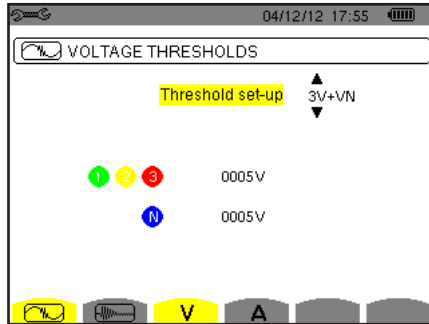 04/12/12 17:55
VOLTAGE THRESHOLDS
Threshold set-up 3V+VN
1 2 3 0005V
N 0005V
V A